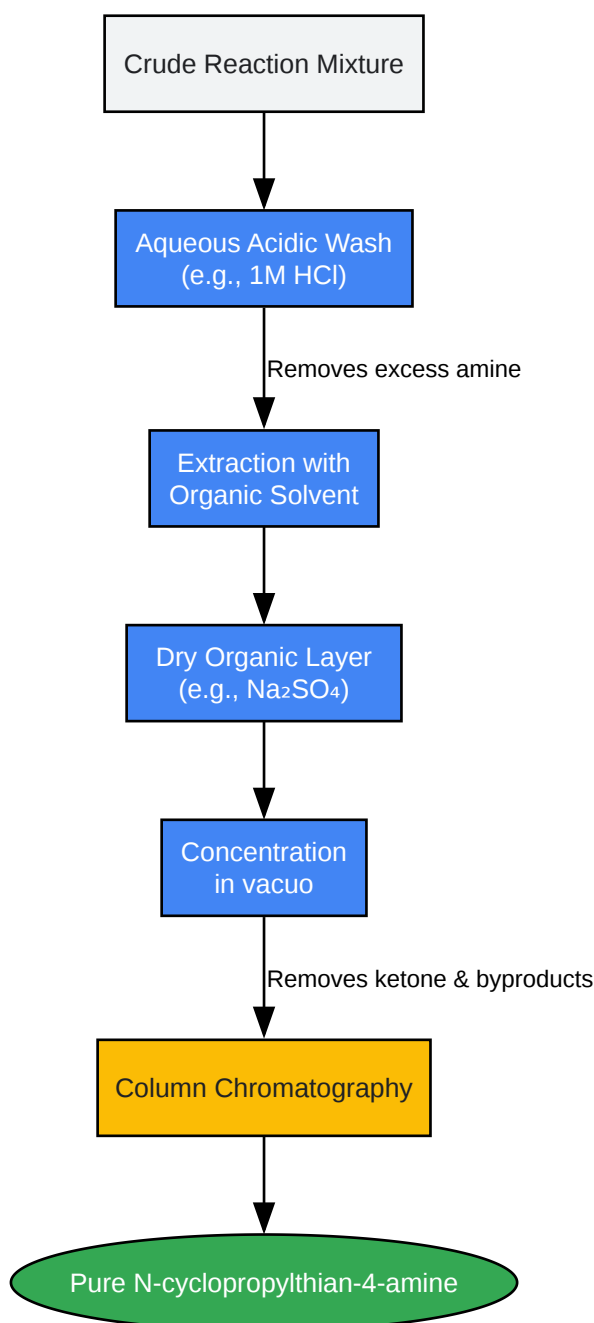 Crude Reaction Mixture
Aqueous Acidic Wash
(e.g., 1M HCl)
Removes excess amine
Extraction with
Organic Solvent
Dry Organic Layer
(e.g., Na₂SO₄)
Concentration
in vacuo
Removes ketone & byproducts
Column Chromatography
Pure N-cyclopropylthian-4-amine